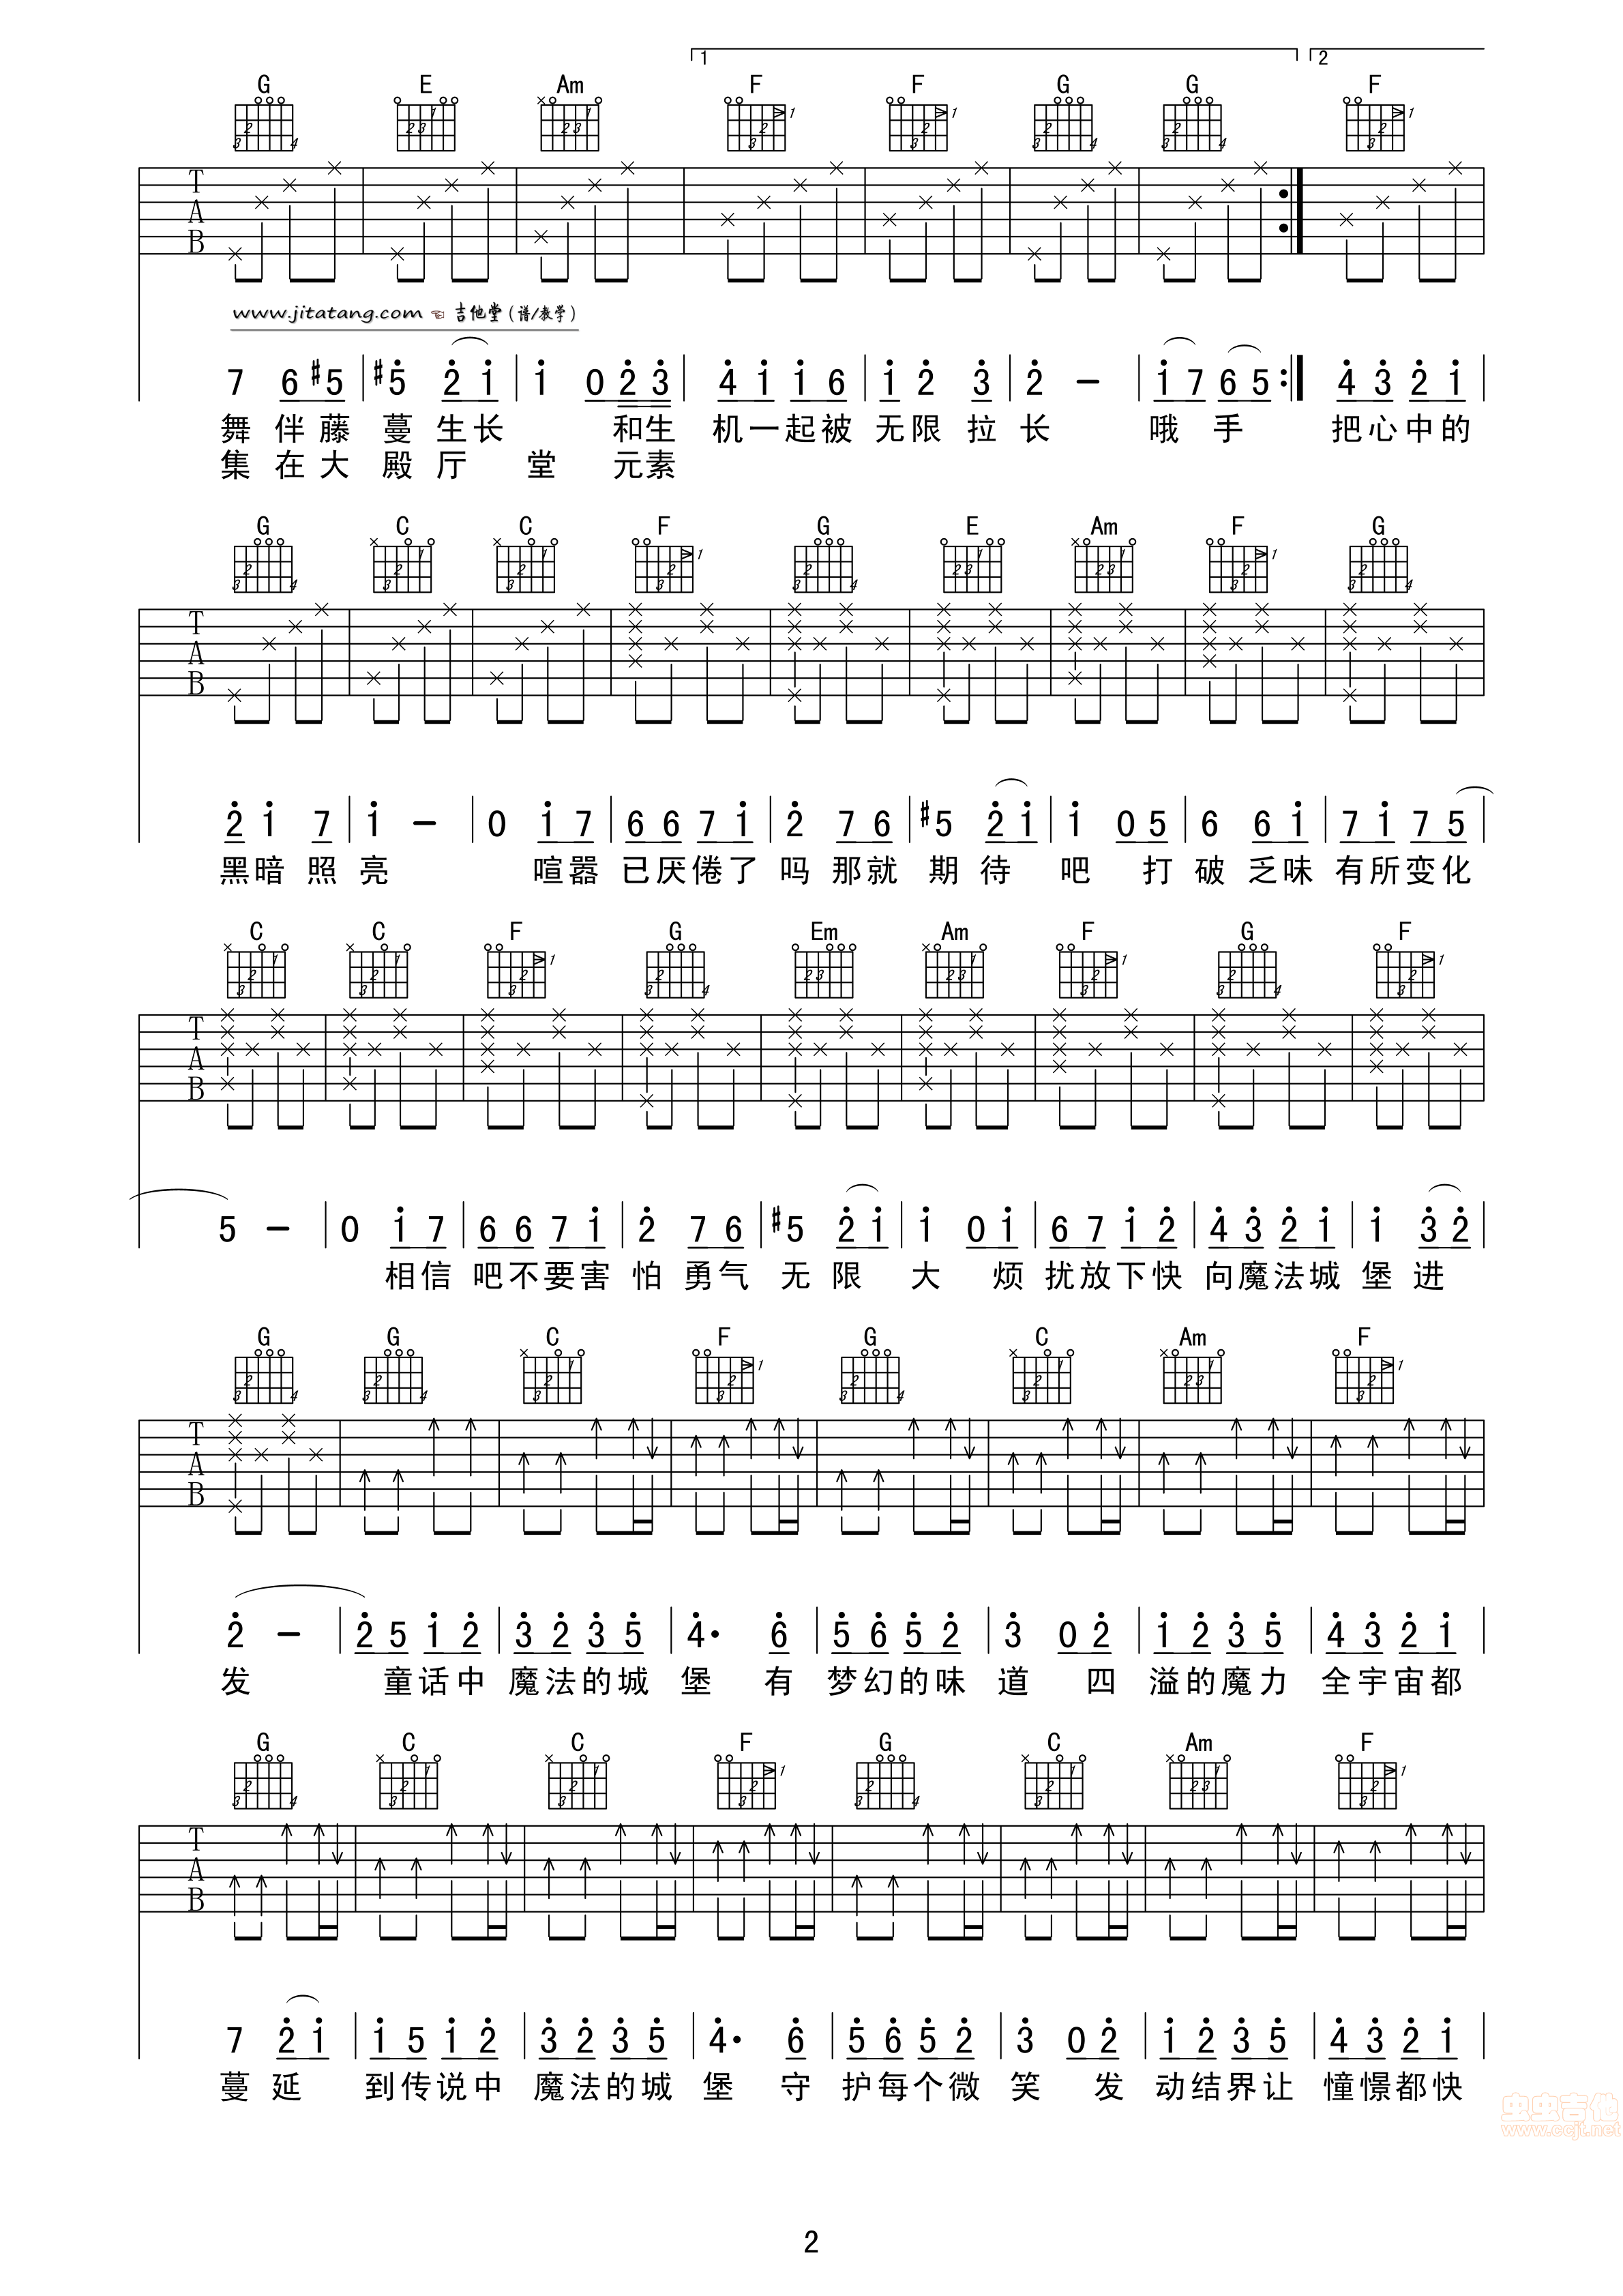 1 2
G E Am F F G G F
T A B
www.jitatang.com ☜ 吉他堂(谱/教学)
7 6 #5 #5 2 1 1 0 2 3 4 1 1 6 1 2 3 2 - 1 7 6 5 4 3 2 1
舞伴藤 蔓生长 和生 机一起被 无限 拉 长 哦 手 把心中的
集在大 殿厅 堂 元素
G C C F G E Am F G
T A B
2 1 7 1 - 0 1 7 6 6 7 1 2 7 6 #5 2 1 1 0 5 6 6 1 7 1 7 5
黑暗 照 亮 喧嚣 已厌倦了 吗 那就 期 待 吧 打 破 乏味 有所变化
C C F G Em Am F G F
T A B
5 - 0 1 7 6 6 7 1 2 7 6 #5 2 1 1 0 1 6 7 1 2 4 3 2 1 1 3 2
相信 吧不要害 怕 勇气 无 限 大 烦 扰放下快 向魔法城 堡 进
G G C F G C Am F
T A B
2 - 2 5 1 2 3 2 3 5 4· 6 5 6 5 2 3 0 2 1 2 3 5 4 3 2 1
发 童话中 魔法的城 堡 有 梦幻的味 道 四 溢的魔力 全宇宙都
G C C F G C Am F
T A B
7 2 1 1 5 1 2 3 2 3 5 4· 6 5 6 5 2 3 0 2 1 2 3 5 4 3 2 1
蔓 延 到传说中 魔法的城 堡 守 护每个微 笑 发 动结界让 憧憬都快
虫虫吉他
www.ccjt.net
2